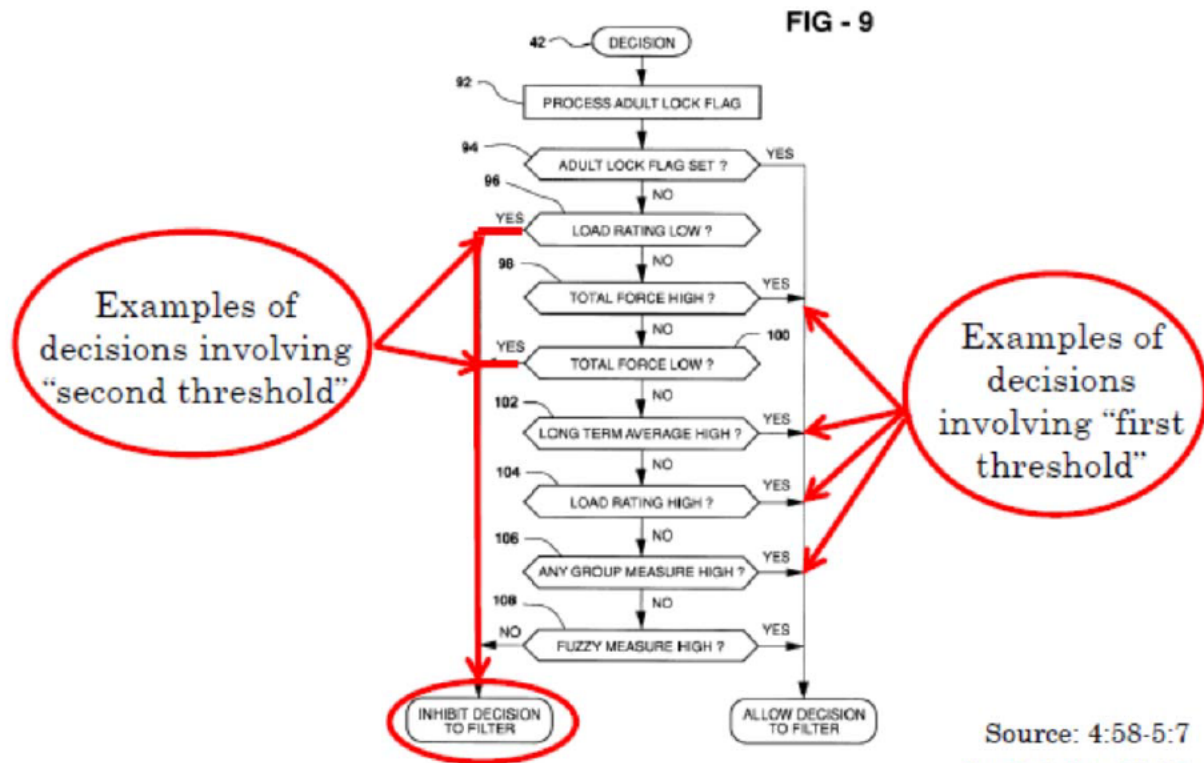 FIG - 9
42
DECISION
92
PROCESS ADULT LOCK FLAG
94
ADULT LOCK FLAG SET ?
YES
NO
96
YES
LOAD RATING LOW ?
NO
98
TOTAL FORCE HIGH ?
YES
NO
100
YES
TOTAL FORCE LOW ?
NO
102
LONG TERM AVERAGE HIGH ?
YES
NO
104
LOAD RATING HIGH ?
YES
NO
106
ANY GROUP MEASURE HIGH ?
YES
NO
108
NO
FUZZY MEASURE HIGH ?
YES
INHIBIT DECISION
TO FILTER
ALLOW DECISION
TO FILTER
Examples of
decisions involving
“second threshold”
Examples of
decisions
involving “first
threshold”
Source: 4:58-5:7